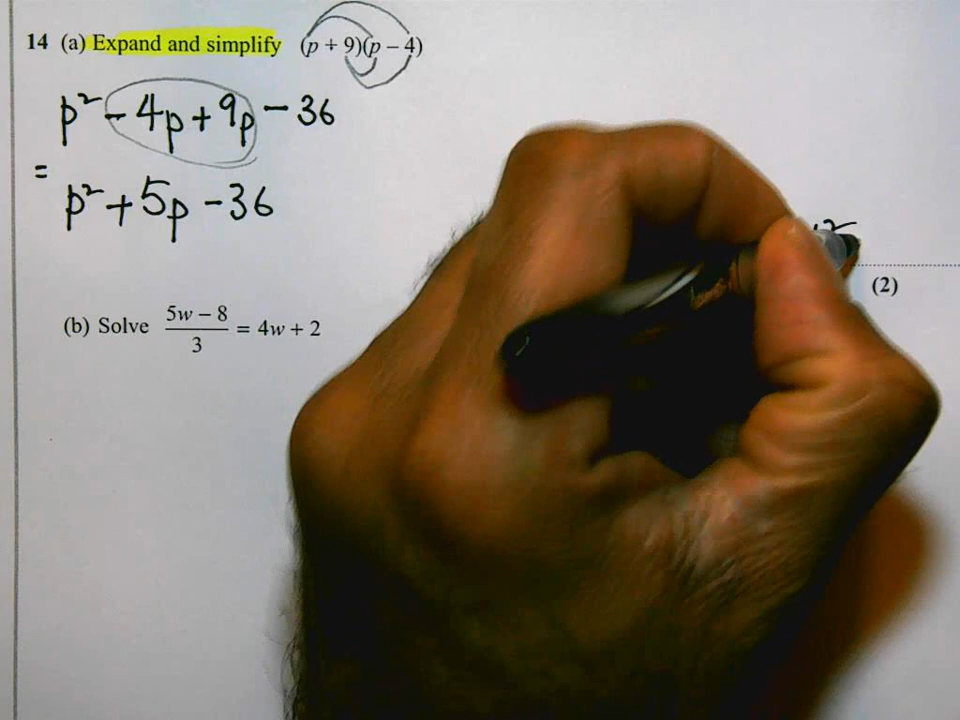 14 (a) Expand and simplify (p + 9)(p − 4)
p² − 4p + 9p − 36
=
p² + 5p − 36
(2)
(b) Solve (5w − 8)/3 = 4w + 2